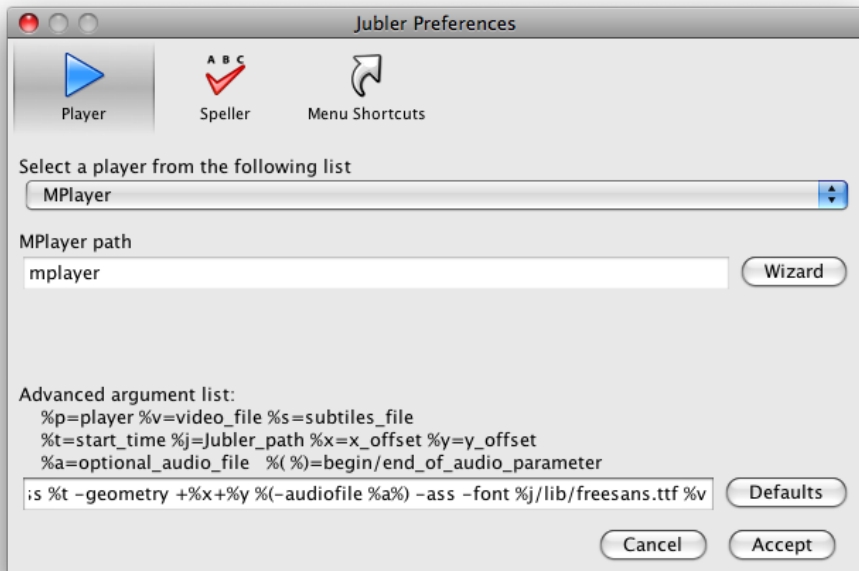 Jubler Preferences
A B C
Player Speller Menu Shortcuts
Select a player from the following list
MPlayer
MPlayer path
mplayer
Wizard
Advanced argument list:
%p=player %v=video_file %s=subtiles_file
%t=start_time %j=Jubler_path %x=x_offset %y=y_offset
%a=optional_audio_file %( %)=begin/end_of_audio_parameter
s %t -geometry +%x+%y %(-audiofile %a%) -ass -font %j/lib/freesans.ttf %v
Defaults
Cancel Accept